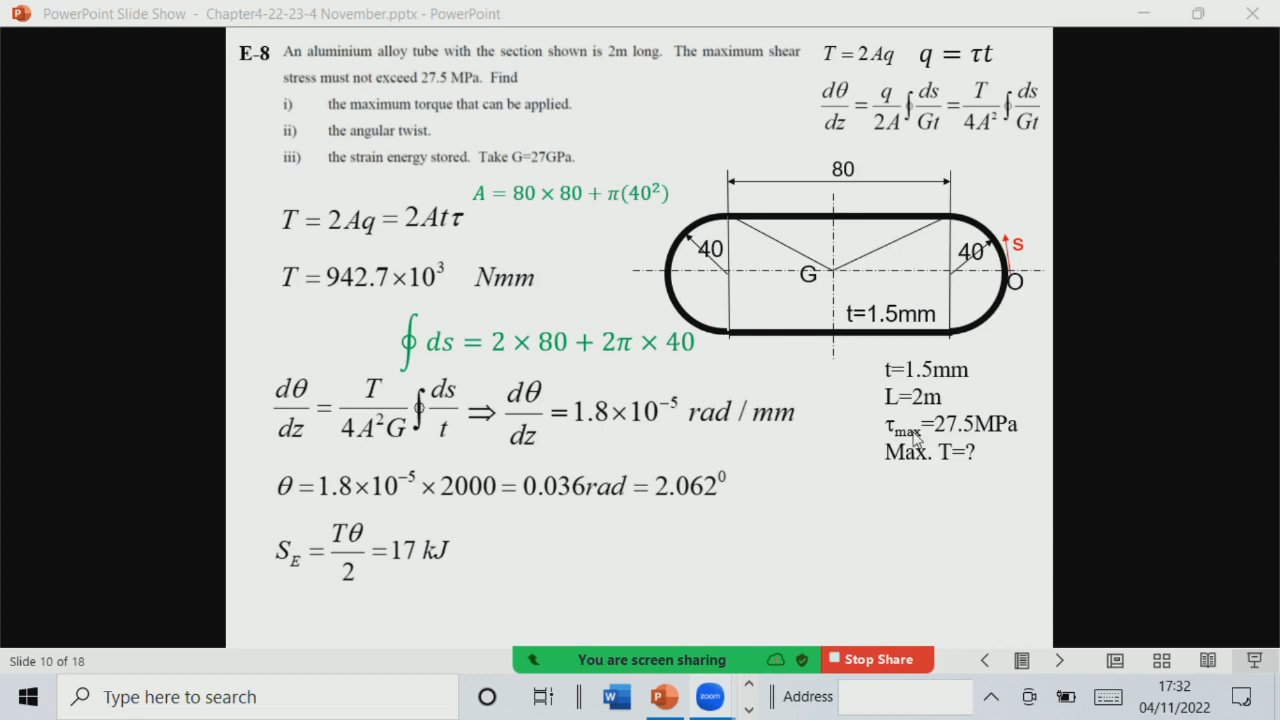 PowerPoint Slide Show - Chapter4-22-23-4 November.pptx - PowerPoint
E-8 An aluminium alloy tube with the section shown is 2m long. The maximum shear
stress must not exceed 27.5 MPa. Find
i) the maximum torque that can be applied.
ii) the angular twist.
iii) the strain energy stored. Take G=27GPa.
T = 2Aq q = τt
dθ/dz = q/2A ∮ ds/Gt = T/4A² ∮ ds/Gt
A = 80 × 80 + π(40²)
T = 2Aq = 2Atτ
T = 942.7×10³ Nmm
∮ ds = 2 × 80 + 2π × 40
dθ/dz = T/4A²G ∮ ds/t ⇒ dθ/dz = 1.8×10⁻⁵ rad / mm
θ = 1.8×10⁻⁵ × 2000 = 0.036rad = 2.062⁰
S_E = Tθ/2 = 17 kJ
80
40
40
s
G
O
t=1.5mm
t=1.5mm
L=2m
τmax=27.5MPa
Max. T=?
Slide 10 of 18
You are screen sharing
Stop Share
Type here to search
W
P
zoom
Address
17:32
04/11/2022